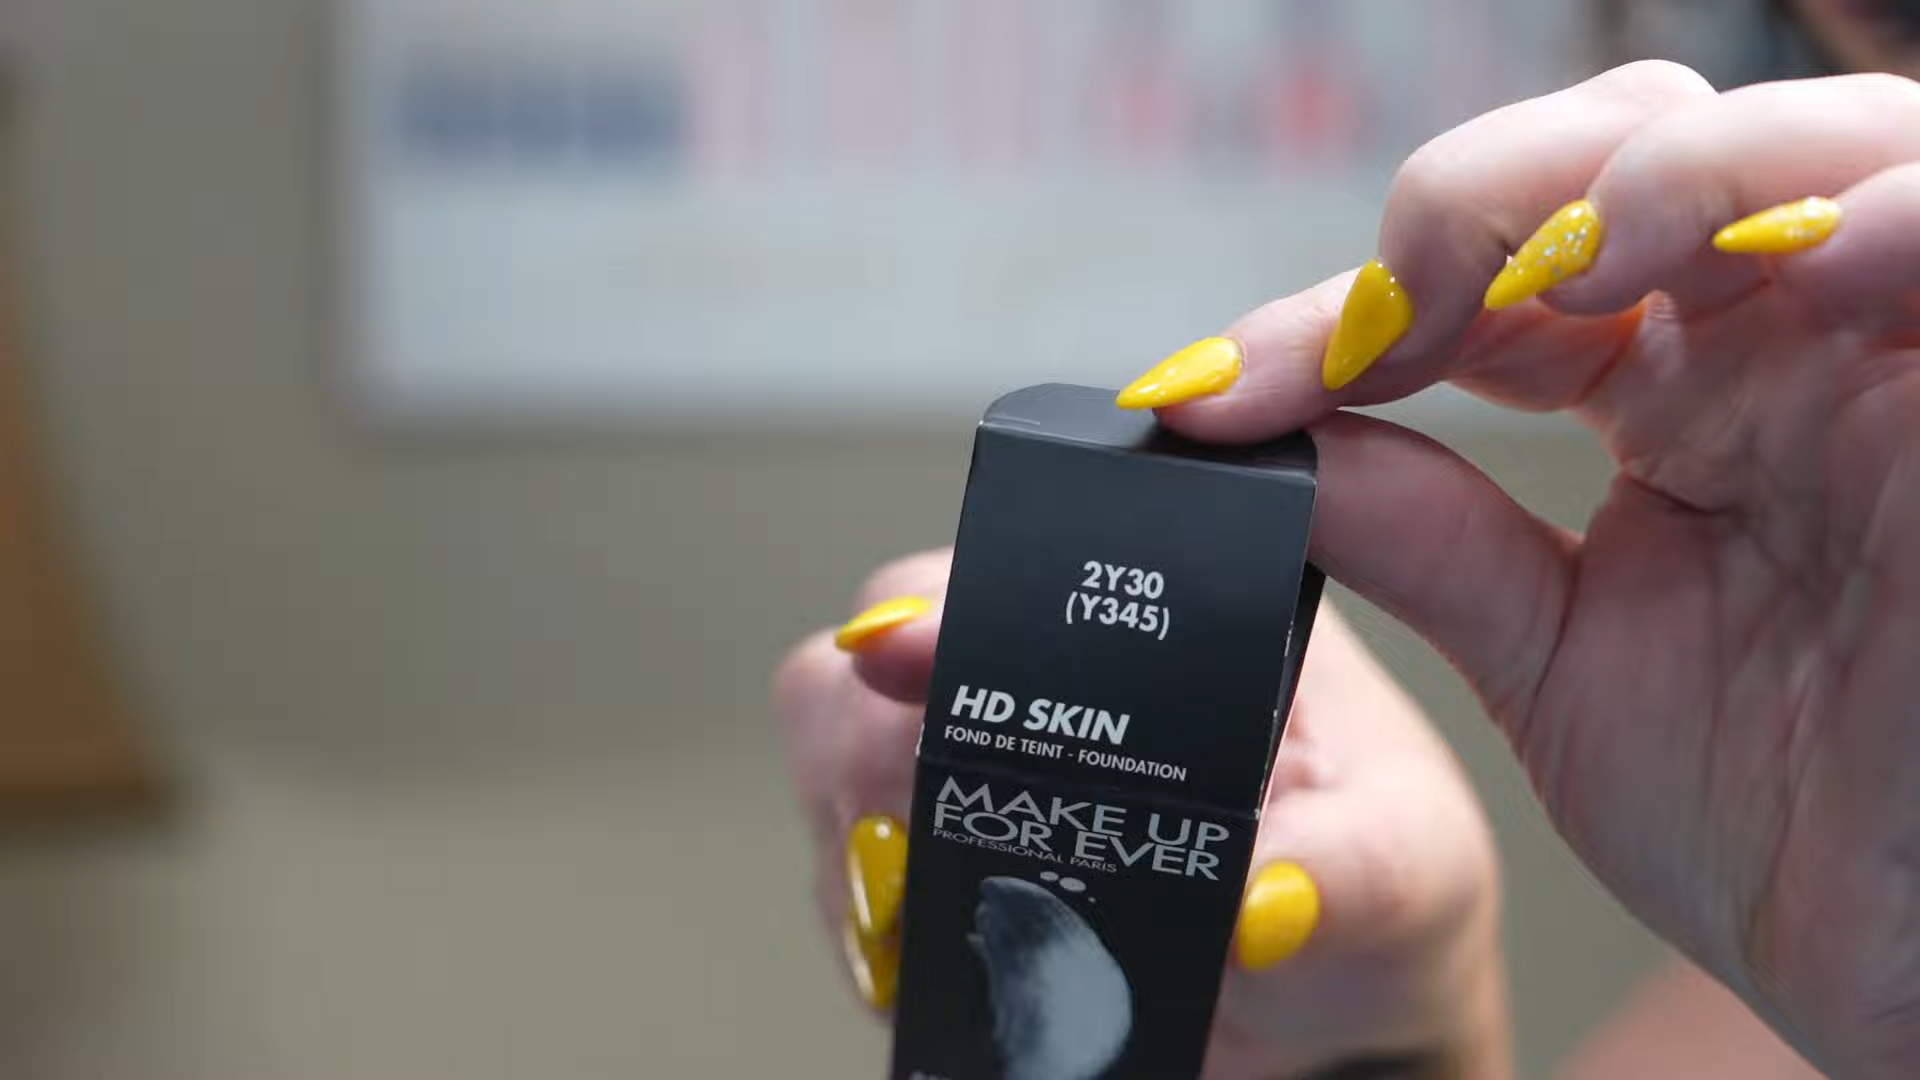 2Y30
(Y345)
HD SKIN
FOND DE TEINT - FOUNDATION
MAKE UP
FOR EVER
PROFESSIONAL PARIS